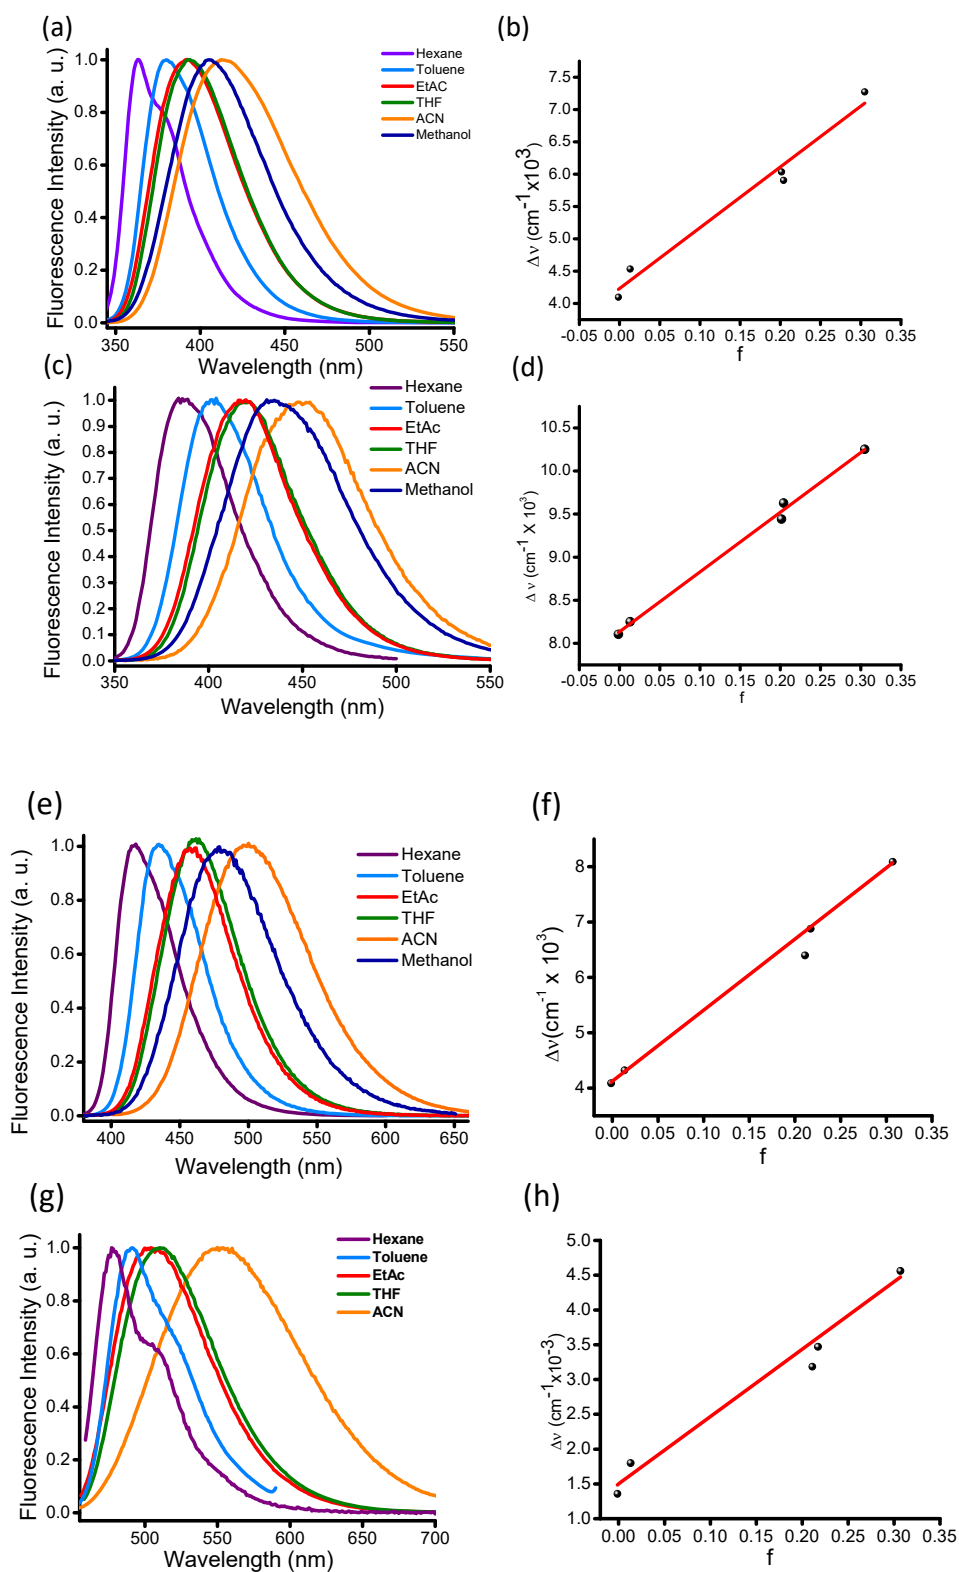 (a)
Fluorescence Intensity (a. u.)
1.0
0.8
0.6
0.4
0.2
0.0
350 400 450 500 550
Wavelength (nm)
Hexane
Toluene
EtAC
THF
ACN
Methanol
(b)
Δν (cm⁻¹x10³)
7.5
7.0
6.5
6.0
5.5
5.0
4.5
4.0
-0.05 0.00 0.05 0.10 0.15 0.20 0.25 0.30 0.35
f
(c)
Fluorescence Intensity (a. u.)
1.0
0.9
0.8
0.7
0.6
0.5
0.4
0.3
0.2
0.1
0.0
350 400 450 500 550
Wavelength (nm)
Hexane
Toluene
EtAc
THF
ACN
Methanol
(d)
Δ ν (cm⁻¹ X 10³)
10.5
10.0
9.5
9.0
8.5
8.0
-0.05 0.00 0.05 0.10 0.15 0.20 0.25 0.30 0.35
f
(e)
Fluorescence Intensity (a. u.)
1.0
0.8
0.6
0.4
0.2
0.0
400 450 500 550 600 650
Wavelength (nm)
Hexane
Toluene
EtAc
THF
ACN
Methanol
(f)
Δν(cm⁻¹ x 10³)
8
7
6
5
4
0.00 0.05 0.10 0.15 0.20 0.25 0.30 0.35
f
(g)
Fluorescence Intensity (a. u.)
1.0
0.8
0.6
0.4
0.2
0.0
500 550 600 650 700
Wavelength (nm)
Hexane
Toluene
EtAc
THF
ACN
(h)
Δν (cm⁻¹x10⁻³)
5.0
4.5
4.0
3.5
3.0
2.5
2.0
1.5
1.0
0.00 0.05 0.10 0.15 0.20 0.25 0.30 0.35
f